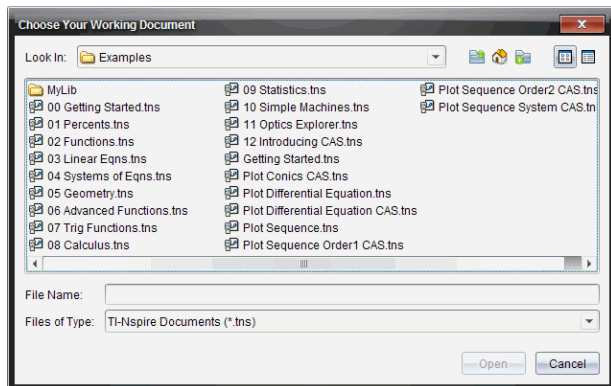 Choose Your Working Document
Look In: Examples
MyLib
00 Getting Started.tns
01 Percents.tns
02 Functions.tns
03 Linear Eqns.tns
04 Systems of Eqns.tns
05 Geometry.tns
06 Advanced Functions.tns
07 Trig Functions.tns
08 Calculus.tns
09 Statistics.tns
10 Simple Machines.tns
11 Optics Explorer.tns
12 Introducing CAS.tns
Getting Started.tns
Plot Conics CAS.tns
Plot Differential Equation.tns
Plot Differential Equation CAS.tns
Plot Sequence.tns
Plot Sequence Order1 CAS.tns
Plot Sequence Order2 CAS.tns
Plot Sequence System CAS.tn
File Name:
Files of Type: TI-Nspire Documents (*.tns)
Open Cancel